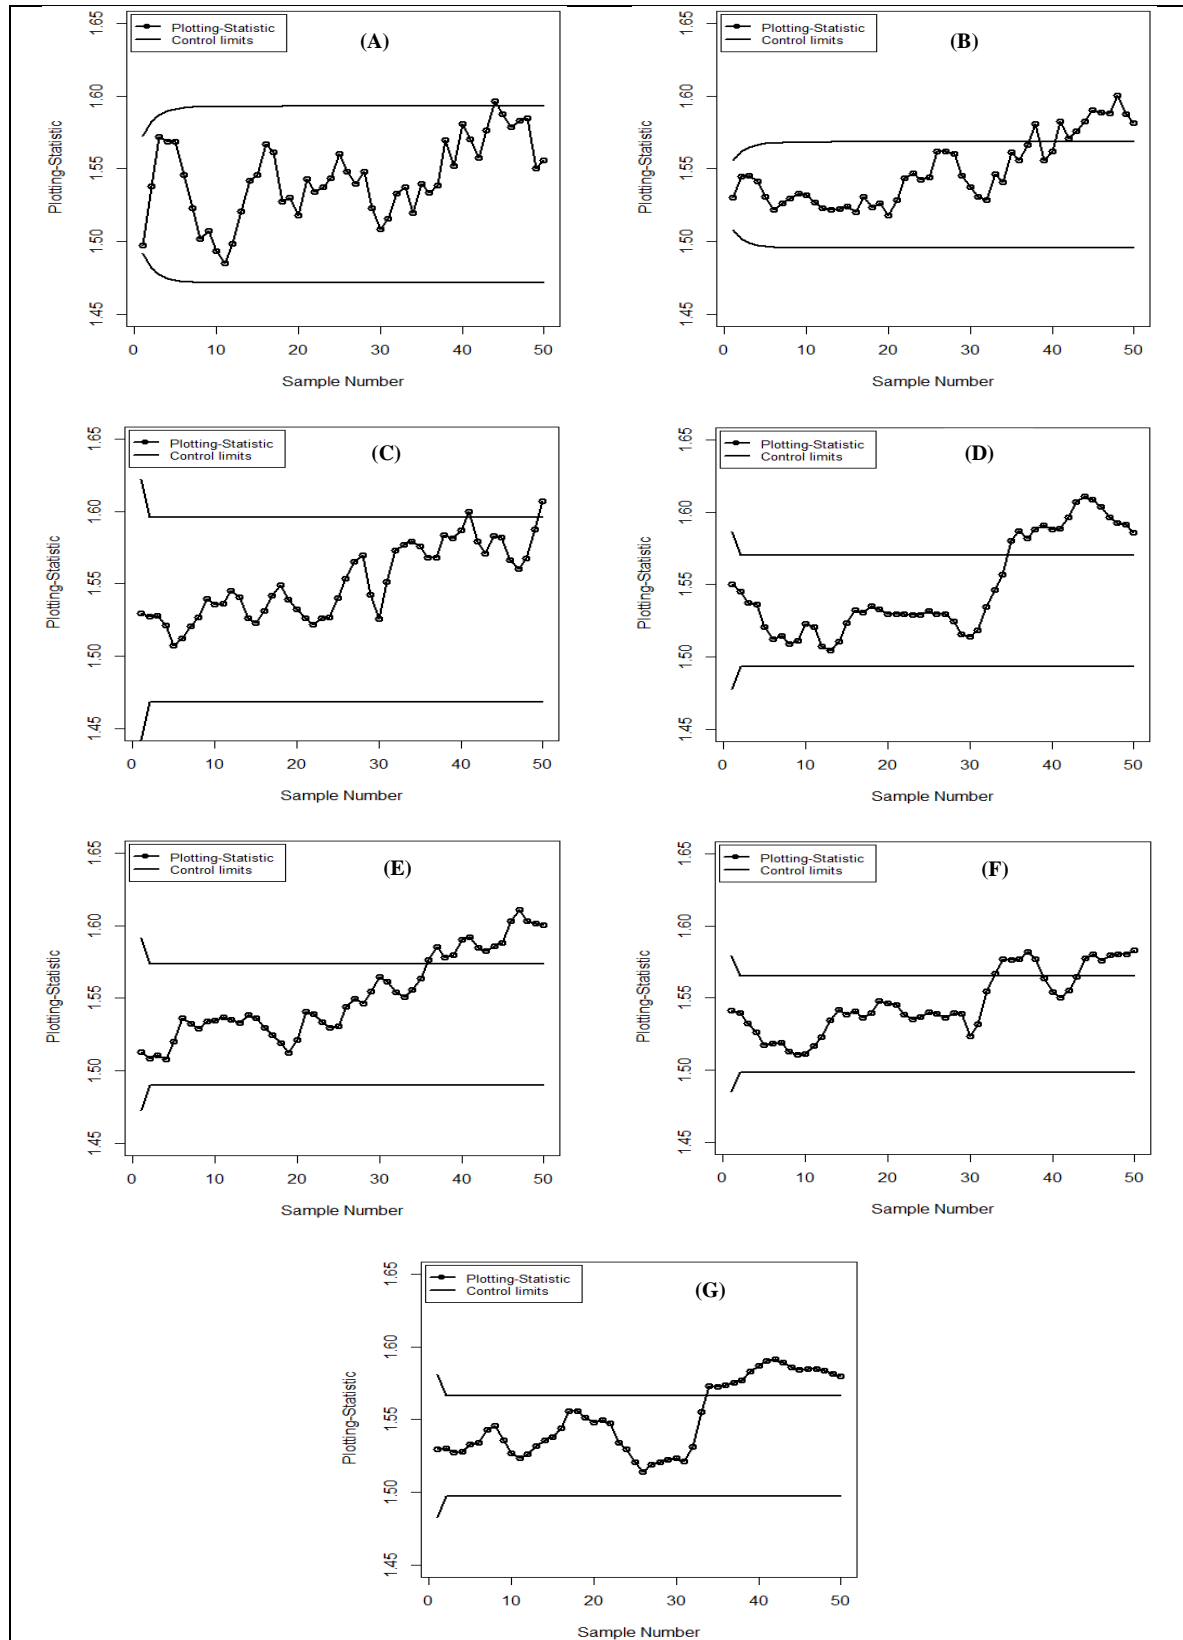 Plotting-Statistic
Control limits
(A)
1.65
1.60
1.55
1.50
1.45
Plotting-Statistic
0 10 20 30 40 50
Sample Number
Plotting-Statistic
Control limits
(B)
1.65
1.60
1.55
1.50
1.45
Plotting-Statistic
0 10 20 30 40 50
Sample Number
Plotting-Statistic
Control limits
(C)
1.65
1.60
1.55
1.50
1.45
Plotting-Statistic
0 10 20 30 40 50
Sample Number
Plotting-Statistic
Control limits
(D)
1.65
1.60
1.55
1.50
1.45
Plotting-Statistic
0 10 20 30 40 50
Sample Number
Plotting-Statistic
Control limits
(E)
1.65
1.60
1.55
1.50
1.45
Plotting-Statistic
0 10 20 30 40 50
Sample Number
Plotting-Statistic
Control limits
(F)
1.65
1.60
1.55
1.50
1.45
Plotting-Statistic
0 10 20 30 40 50
Sample Number
Plotting-Statistic
Control limits
(G)
1.65
1.60
1.55
1.50
1.45
Plotting-Statistic
0 10 20 30 40 50
Sample Number